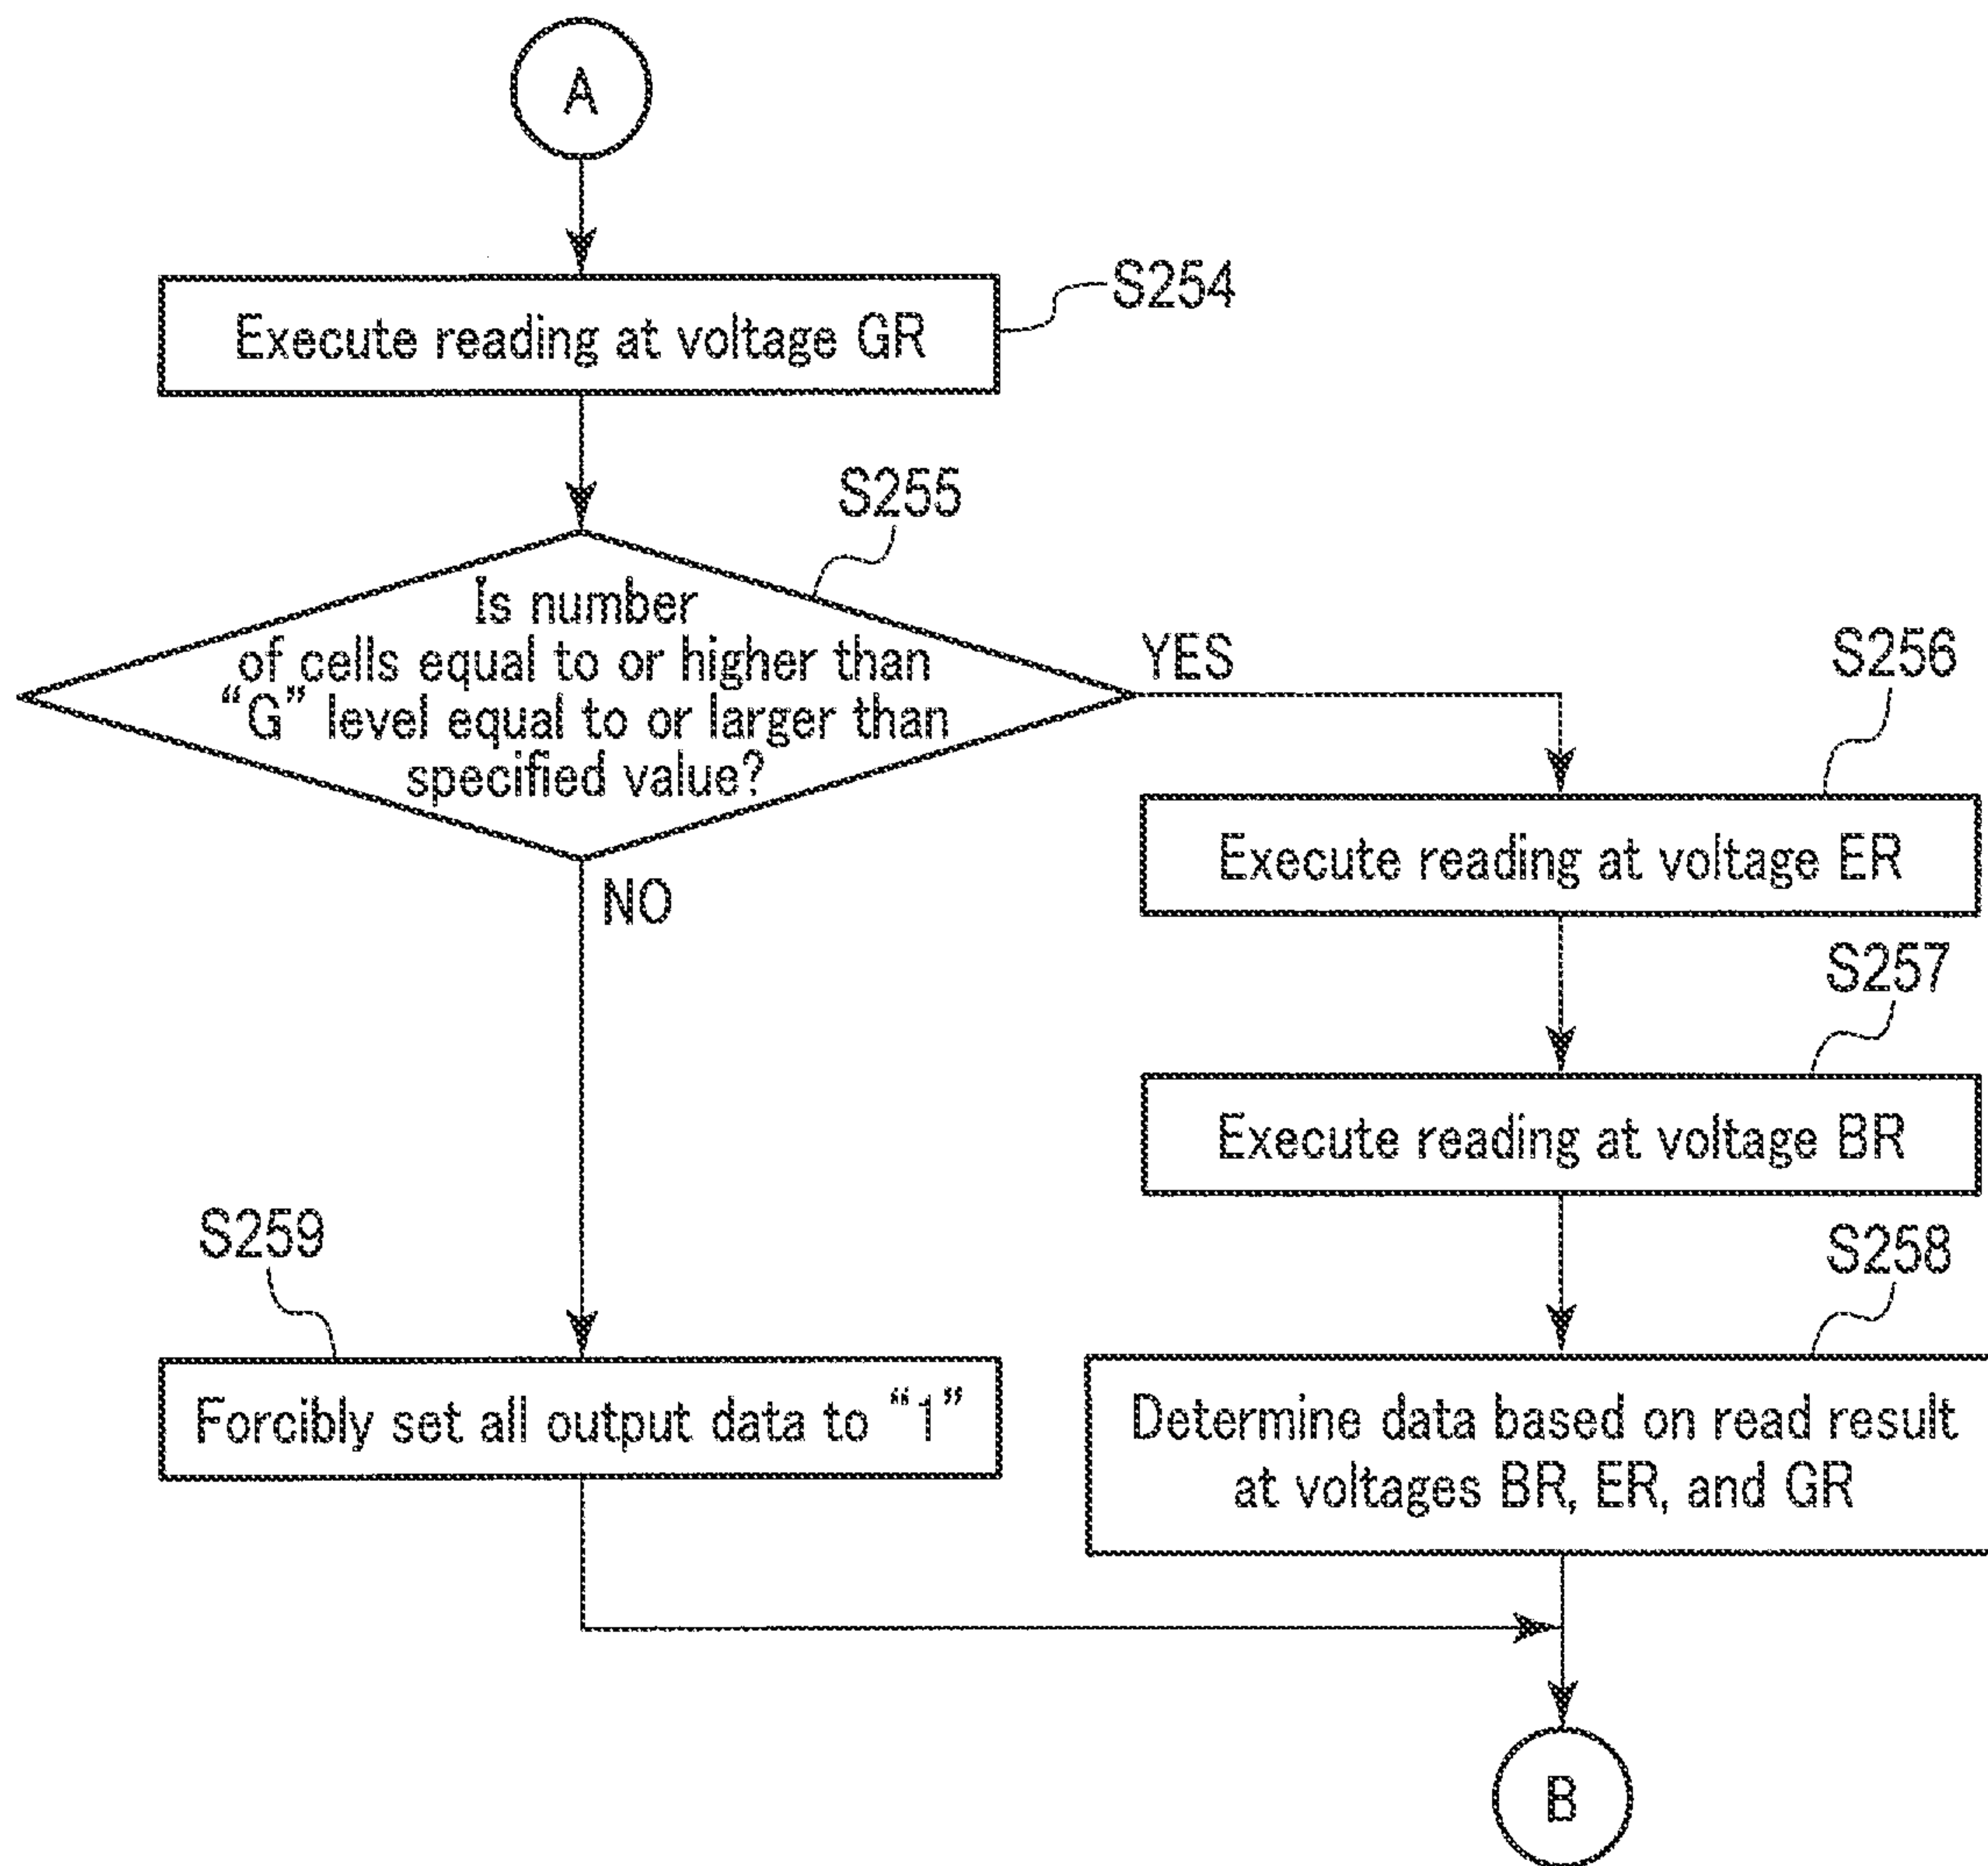 A
S254
Execute reading at voltage GR
S255
Is number
of cells equal to or higher than
“G” level equal to or larger than
specified value?
YES
NO
S256
Execute reading at voltage ER
S257
Execute reading at voltage BR
S258
Determine data based on read result
at voltages BR, ER, and GR
S259
Forcibly set all output data to “1”
B